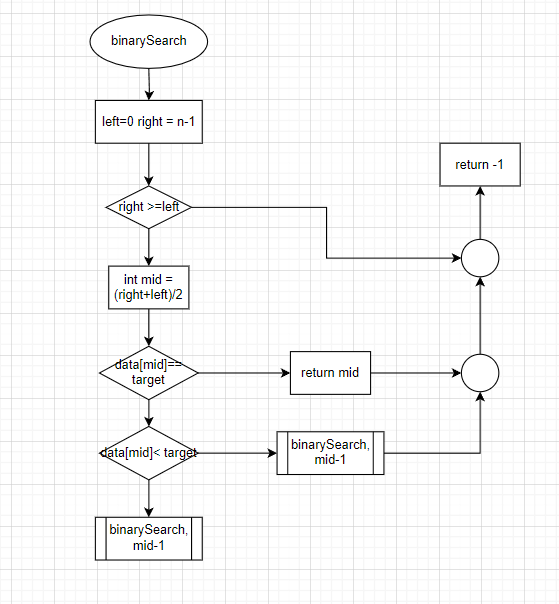 binarySearch
left=0 right = n-1
return -1
right >=left
int mid =
(right+left)/2
data[mid]==
target
return mid
data[mid]< target
binarySearch,
mid-1
binarySearch,
mid-1